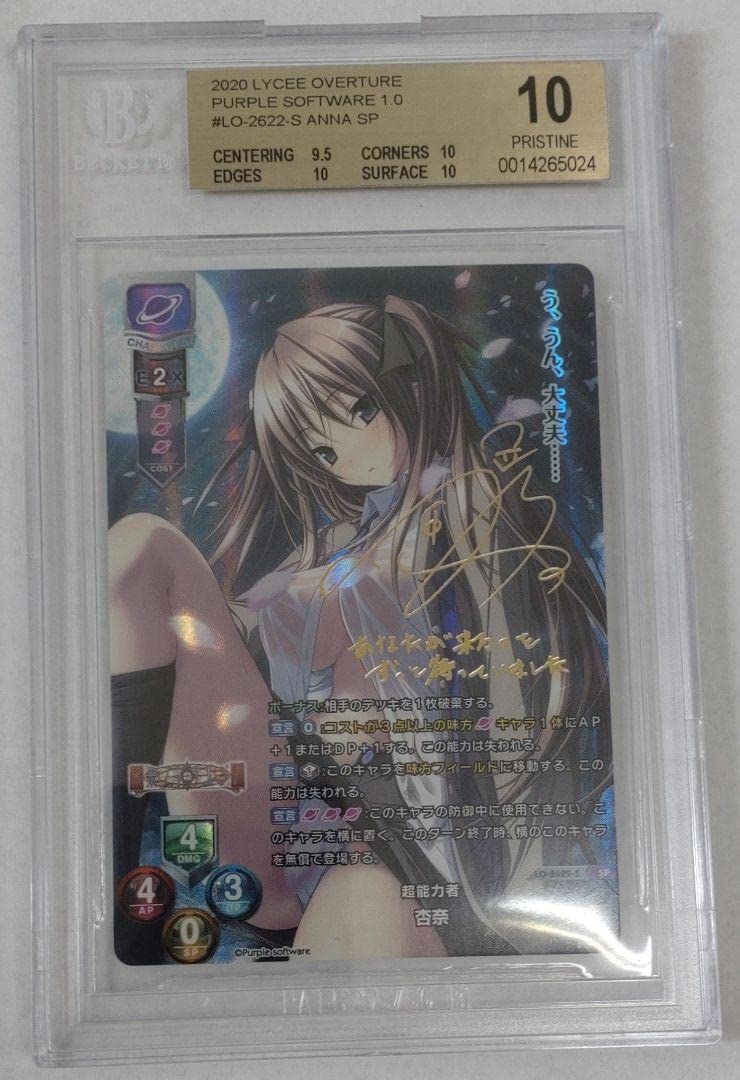 BECKETT
2020 LYCEE OVERTURE
PURPLE SOFTWARE 1.0
#LO-2622-S ANNA SP
CENTERING 9.5 CORNERS 10
EDGES 10 SURFACE 10
10
PRISTINE
0014265024
E 2 X
COST
う、うん、大丈夫……
あなたが来たっと
ずっと待っていました
ボーナス:相手のデッキを1枚破棄する。
宣言 0:コストが3点以上の味方キャラ1体にAP
+1またはDP+1する。この能力は失われる。
宣言:このキャラを味方フィールドに移動する。この
能力は失われる。
宣言:このキャラの防御中に使用できない。こ
のキャラを横に置く。このターン終了時、横のこのキャラ
を無償で登場する。
4
DMG
4
AP
3
DP
0
SP
LO-2622-S SP
超能力者
杏奈
©Purple software